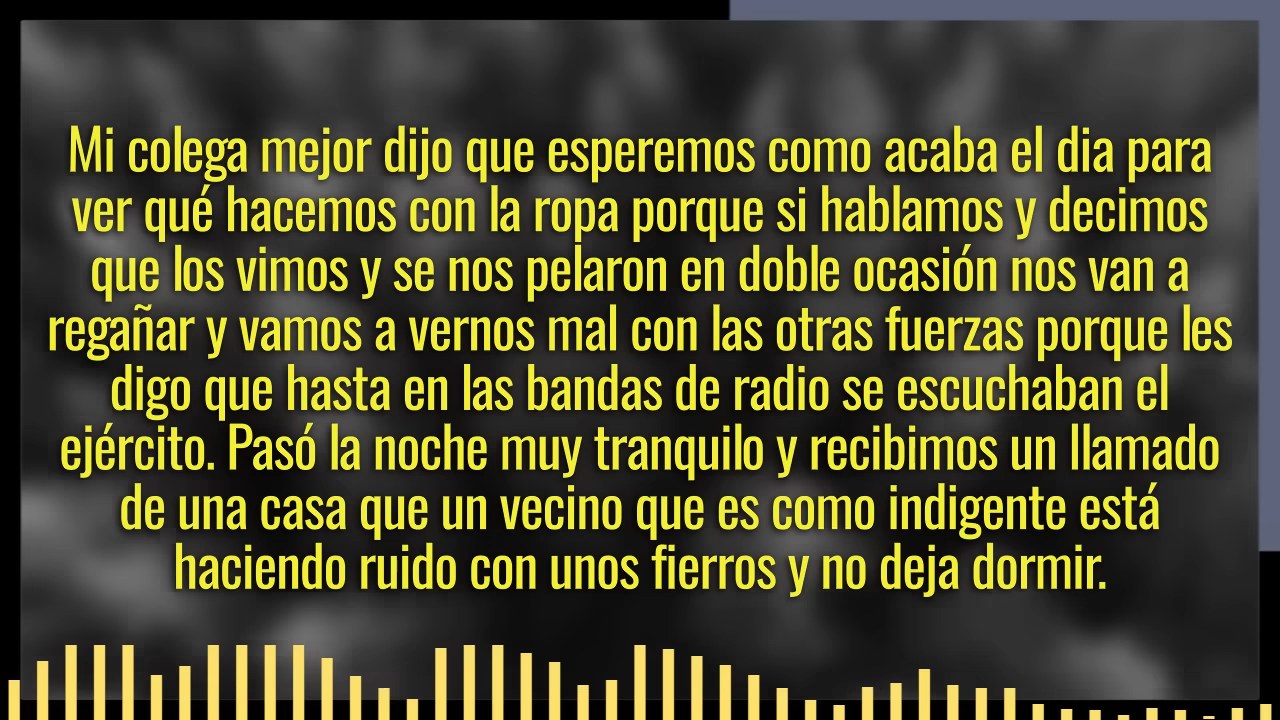 Mi colega mejor dijo que esperemos como acaba el dia para
ver qué hacemos con la ropa porque si hablamos y decimos
que los vimos y se nos pelaron en doble ocasión nos van a
regañar y vamos a vernos mal con las otras fuerzas porque les
digo que hasta en las bandas de radio se escuchaban el
ejército. Pasó la noche muy tranquilo y recibimos un llamado
de una casa que un vecino que es como indigente está
haciendo ruido con unos fierros y no deja dormir.